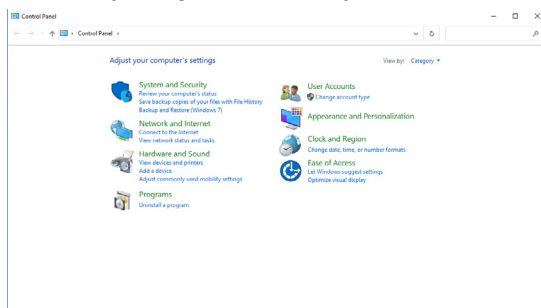 Control Panel
Control Panel
Adjust your computer's settings
View by: Category
System and Security
Review your computer's status
Save backup copies of your files with File History
Backup and Restore (Windows 7)
Network and Internet
Connect to the Internet
View network status and tasks
Hardware and Sound
View devices and printers
Add a device
Adjust commonly used mobility settings
Programs
Uninstall a program
User Accounts
Change account type
Appearance and Personalization
Clock and Region
Change date, time, or number formats
Ease of Access
Let Windows suggest settings
Optimize visual display